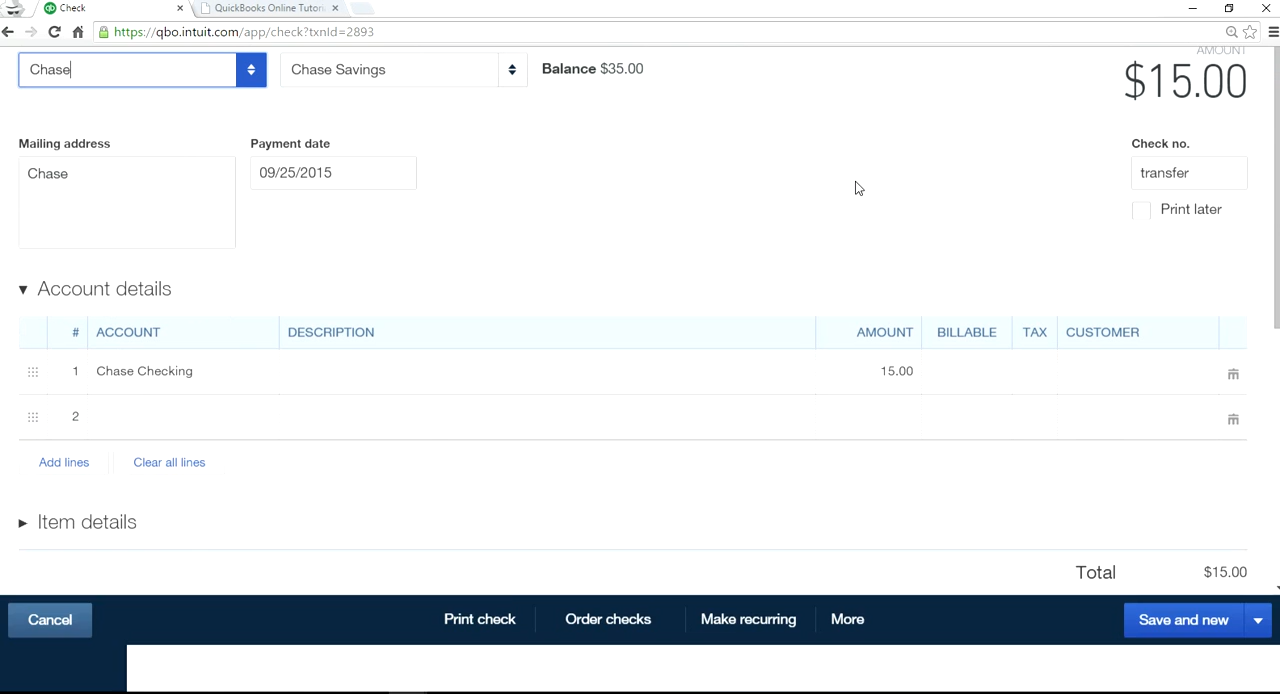 Check
QuickBooks Online Tutori
https://qbo.intuit.com/app/check?txnId=2893
Chase
Chase Savings
Balance $35.00
AMOUNT
$15.00
Mailing address
Payment date
Check no.
Chase
09/25/2015
transfer
Print later
Account details
# ACCOUNT DESCRIPTION AMOUNT BILLABLE TAX CUSTOMER
1 Chase Checking 15.00
2
Add lines Clear all lines
Item details
Total $15.00
Cancel Print check Order checks Make recurring More Save and new